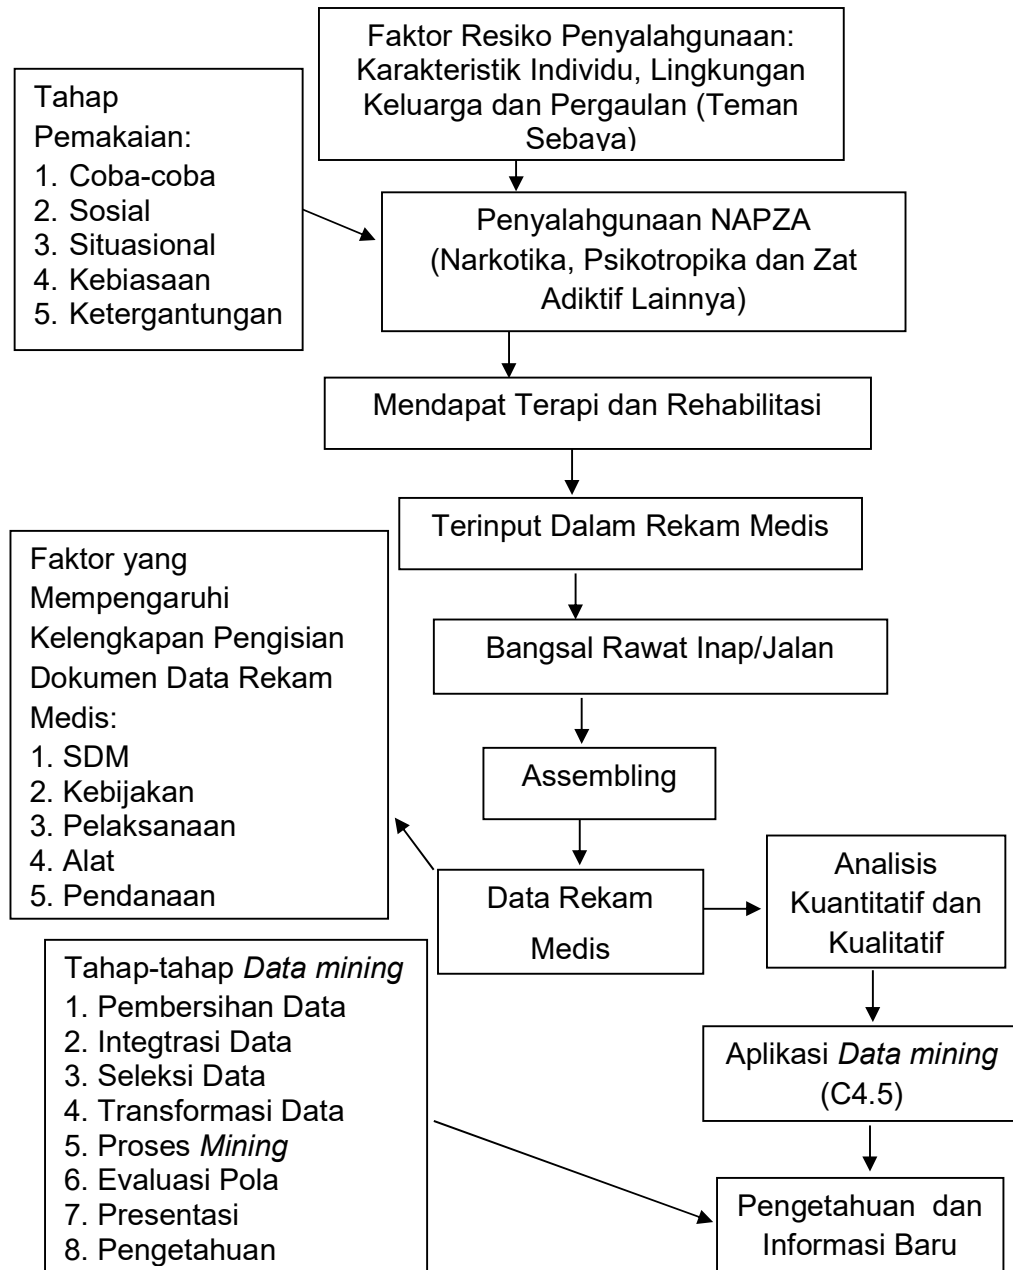 Faktor Resiko Penyalahgunaan:
Karakteristik Individu, Lingkungan
Keluarga dan Pergaulan (Teman
Sebaya)
Tahap
Pemakaian:
1. Coba-coba
2. Sosial
3. Situasional
4. Kebiasaan
5. Ketergantungan
Penyalahgunaan NAPZA
(Narkotika, Psikotropika dan Zat
Adiktif Lainnya)
Mendapat Terapi dan Rehabilitasi
Terinput Dalam Rekam Medis
Faktor yang
Mempengaruhi
Kelengkapan Pengisian
Dokumen Data Rekam
Medis:
1. SDM
2. Kebijakan
3. Pelaksanaan
4. Alat
5. Pendanaan
Bangsal Rawat Inap/Jalan
Assembling
Data Rekam
Medis
Analisis
Kuantitatif dan
Kualitatif
Tahap-tahap Data mining
1. Pembersihan Data
2. Integtrasi Data
3. Seleksi Data
4. Transformasi Data
5. Proses Mining
6. Evaluasi Pola
7. Presentasi
8. Pengetahuan
Aplikasi Data mining
(C4.5)
Pengetahuan dan
Informasi Baru